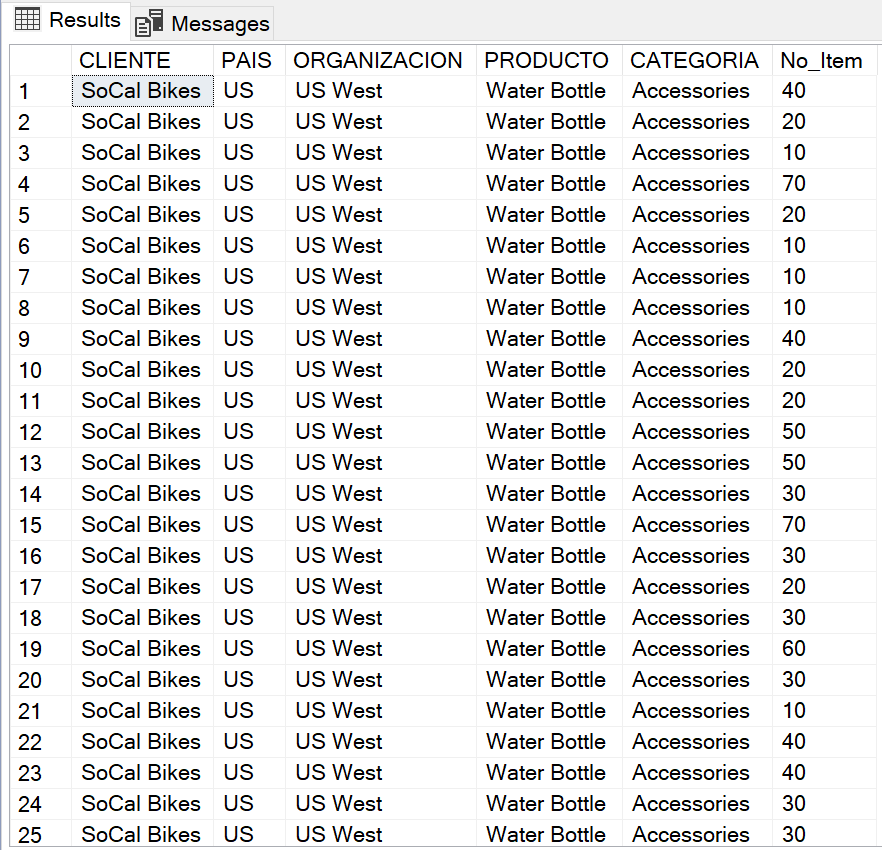 Results Messages
CLIENTE PAIS ORGANIZACION PRODUCTO CATEGORIA No_Item
1 SoCal Bikes US US West Water Bottle Accessories 40
2 SoCal Bikes US US West Water Bottle Accessories 20
3 SoCal Bikes US US West Water Bottle Accessories 10
4 SoCal Bikes US US West Water Bottle Accessories 70
5 SoCal Bikes US US West Water Bottle Accessories 20
6 SoCal Bikes US US West Water Bottle Accessories 10
7 SoCal Bikes US US West Water Bottle Accessories 10
8 SoCal Bikes US US West Water Bottle Accessories 10
9 SoCal Bikes US US West Water Bottle Accessories 40
10 SoCal Bikes US US West Water Bottle Accessories 20
11 SoCal Bikes US US West Water Bottle Accessories 20
12 SoCal Bikes US US West Water Bottle Accessories 50
13 SoCal Bikes US US West Water Bottle Accessories 50
14 SoCal Bikes US US West Water Bottle Accessories 30
15 SoCal Bikes US US West Water Bottle Accessories 70
16 SoCal Bikes US US West Water Bottle Accessories 30
17 SoCal Bikes US US West Water Bottle Accessories 20
18 SoCal Bikes US US West Water Bottle Accessories 30
19 SoCal Bikes US US West Water Bottle Accessories 60
20 SoCal Bikes US US West Water Bottle Accessories 30
21 SoCal Bikes US US West Water Bottle Accessories 10
22 SoCal Bikes US US West Water Bottle Accessories 40
23 SoCal Bikes US US West Water Bottle Accessories 40
24 SoCal Bikes US US West Water Bottle Accessories 30
25 SoCal Bikes US US West Water Bottle Accessories 30